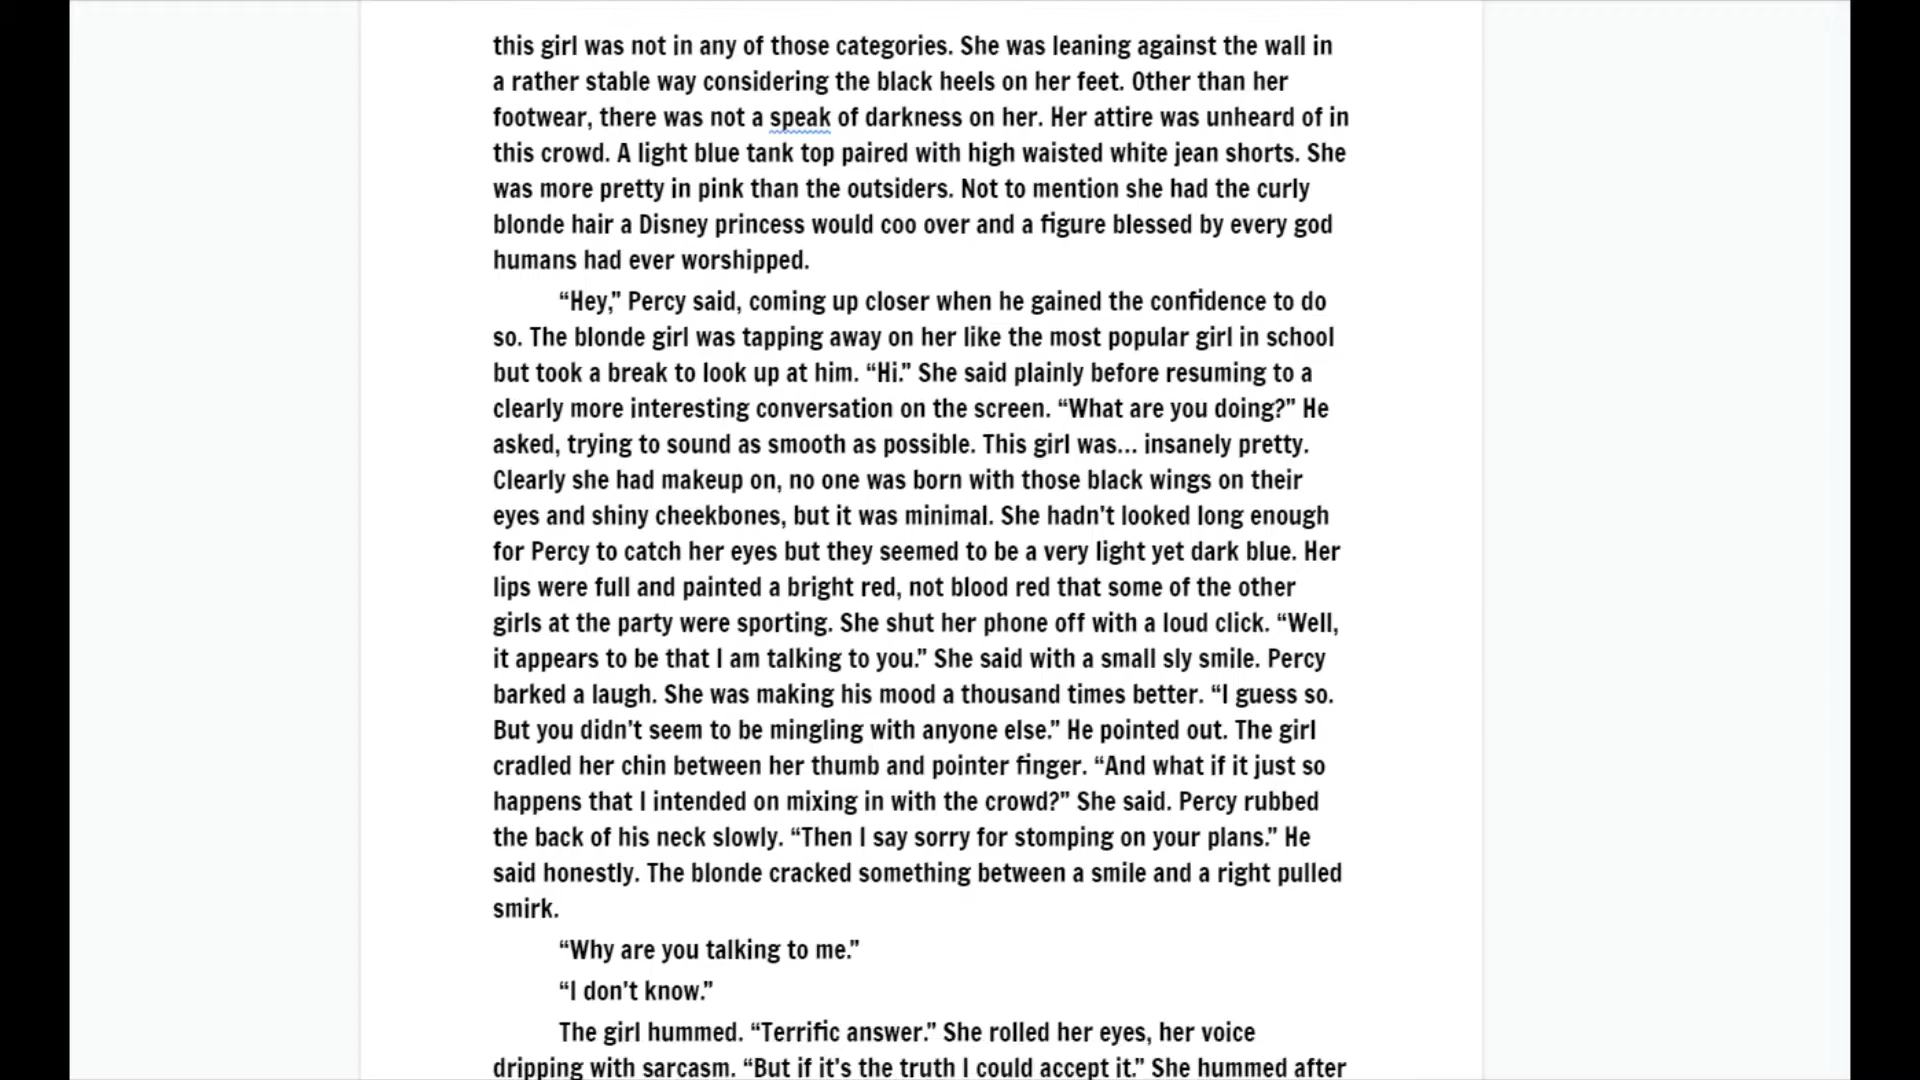 this girl was not in any of those categories. She was leaning against the wall in
a rather stable way considering the black heels on her feet. Other than her
footwear, there was not a speak of darkness on her. Her attire was unheard of in
this crowd. A light blue tank top paired with high waisted white jean shorts. She
was more pretty in pink than the outsiders. Not to mention she had the curly
blonde hair a Disney princess would coo over and a figure blessed by every god
humans had ever worshipped.
“Hey,” Percy said, coming up closer when he gained the confidence to do
so. The blonde girl was tapping away on her like the most popular girl in school
but took a break to look up at him. “Hi.” She said plainly before resuming to a
clearly more interesting conversation on the screen. “What are you doing?” He
asked, trying to sound as smooth as possible. This girl was... insanely pretty.
Clearly she had makeup on, no one was born with those black wings on their
eyes and shiny cheekbones, but it was minimal. She hadn’t looked long enough
for Percy to catch her eyes but they seemed to be a very light yet dark blue. Her
lips were full and painted a bright red, not blood red that some of the other
girls at the party were sporting. She shut her phone off with a loud click. “Well,
it appears to be that I am talking to you.” She said with a small sly smile. Percy
barked a laugh. She was making his mood a thousand times better. “I guess so.
But you didn’t seem to be mingling with anyone else.” He pointed out. The girl
cradled her chin between her thumb and pointer finger. “And what if it just so
happens that I intended on mixing in with the crowd?” She said. Percy rubbed
the back of his neck slowly. “Then I say sorry for stomping on your plans.” He
said honestly. The blonde cracked something between a smile and a right pulled
smirk.
“Why are you talking to me.”
“I don’t know.”
The girl hummed. “Terrific answer.” She rolled her eyes, her voice
dripping with sarcasm. “But if it’s the truth I could accept it.” She hummed after